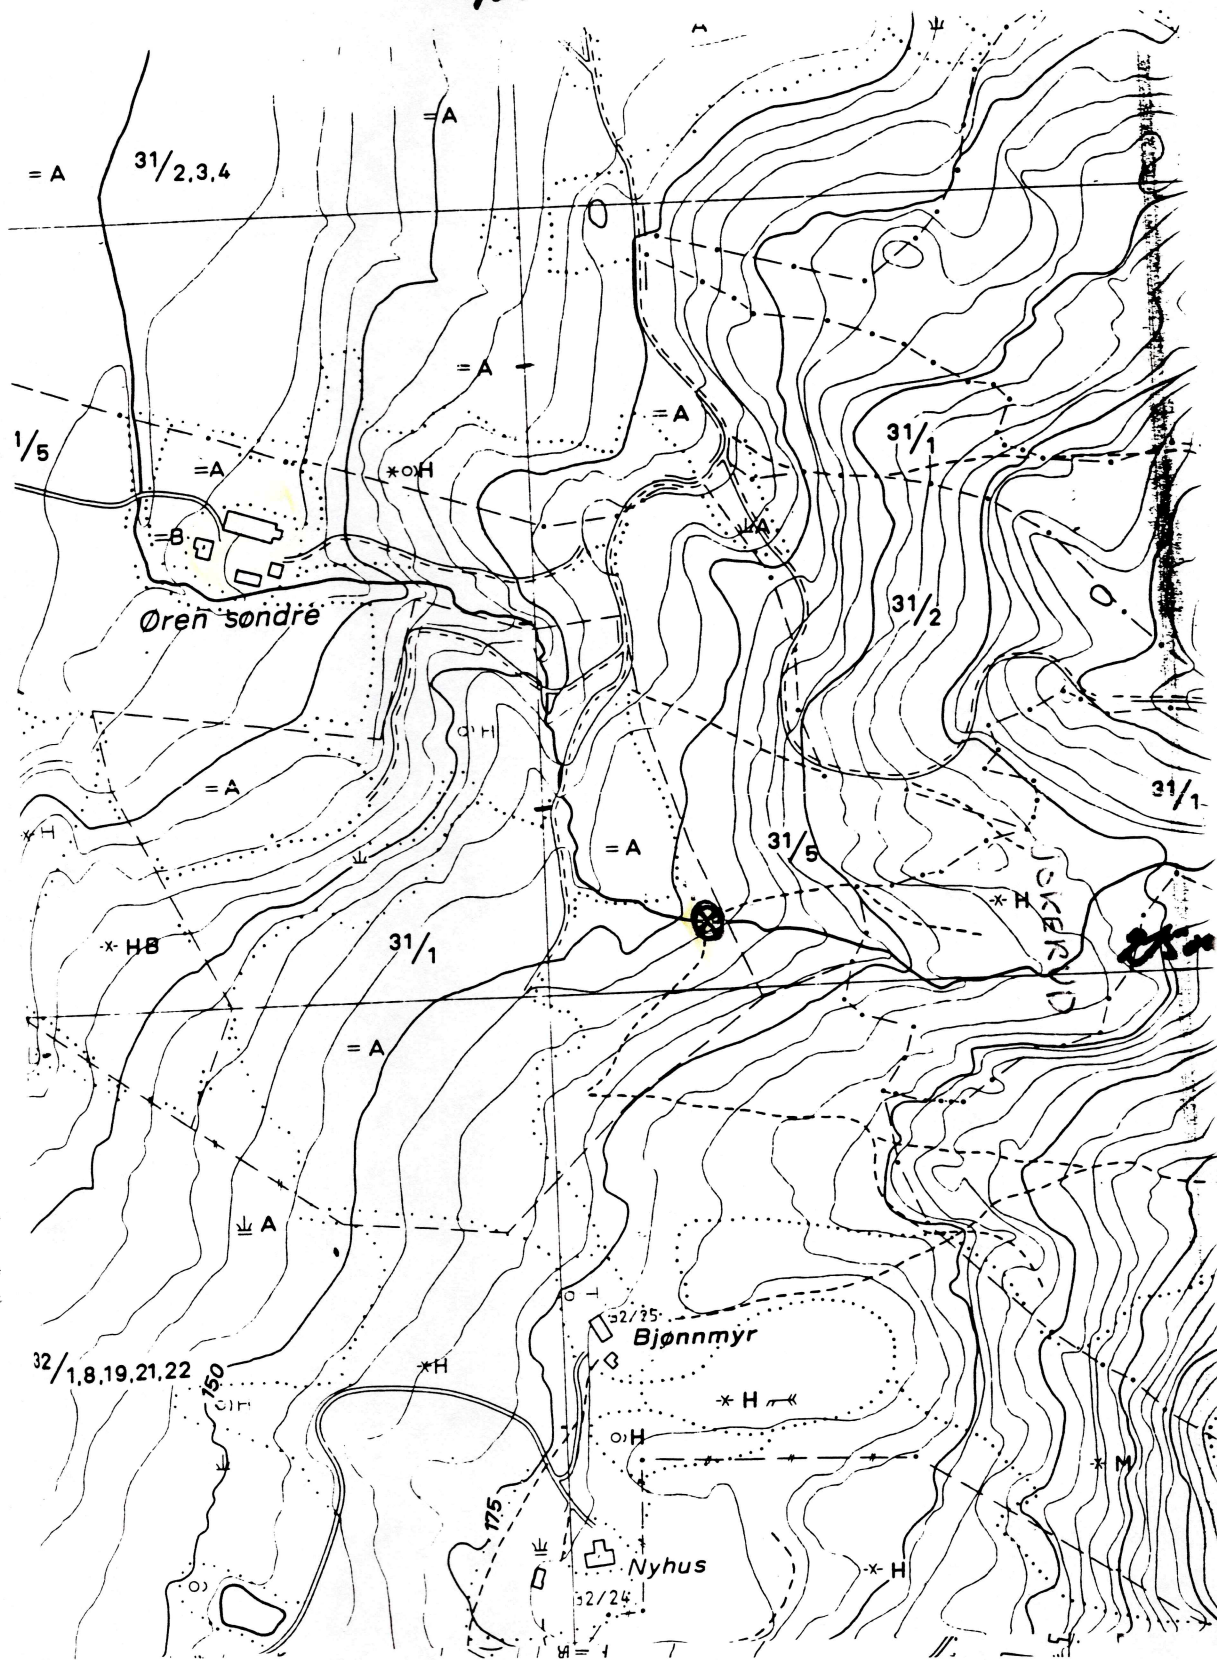 A
= A
= A
31/2,3,4
= A
= A
1/5
31/1
= A
H
A
= B
31/2
Øren søndre
H
= A
31/1
H
= A
31/5
H
JOKERUD
HB
31/1
= A
A
32/25
Bjønnmyr
32/1,8,19,21,22
150
H
H
H
H
M
175
Nyhus
H
32/24